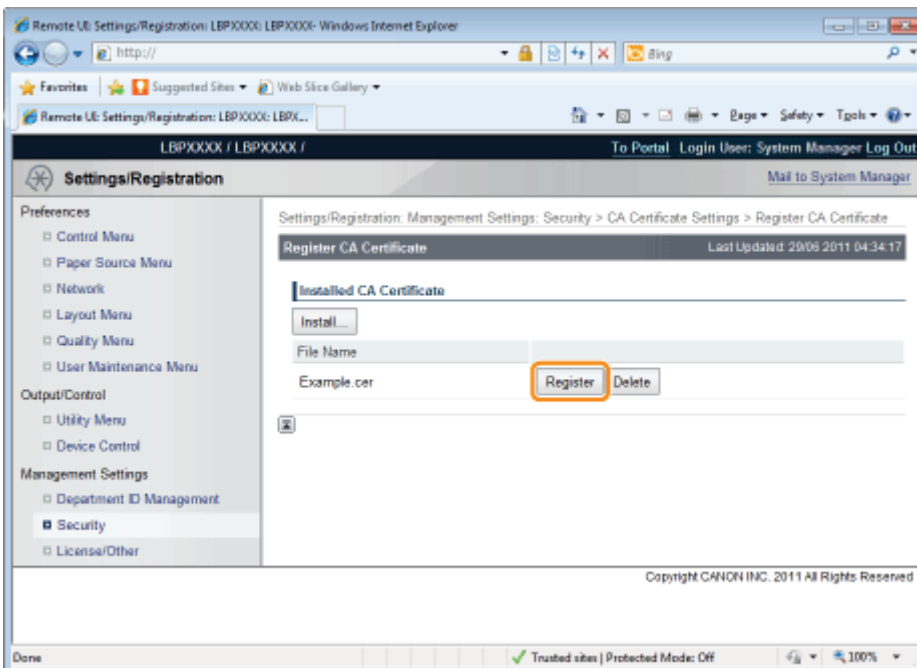 Remote UI: Settings/Registration: LBPXXXX: LBPXXXX- Windows Internet Explorer
http://
Bing
Favorites Suggested Sites Web Slice Gallery
Remote UI: Settings/Registration: LBPXXXX: LBPX... Page Safety Tools
LBPXXXX / LBPXXXX / To Portal Login User: System Manager Log Out
Settings/Registration Mail to System Manager
Preferences
Control Menu
Paper Source Menu
Network
Layout Menu
Quality Menu
User Maintenance Menu
Output/Control
Utility Menu
Device Control
Management Settings
Department ID Management
Security
License/Other
Settings/Registration: Management Settings: Security > CA Certificate Settings > Register CA Certificate
Register CA Certificate Last Updated: 29/06 2011 04:34:17
Installed CA Certificate
Install...
File Name
Example.cer Register Delete
Copyright CANON INC. 2011 All Rights Reserved
Done Trusted sites | Protected Mode: Off 100%